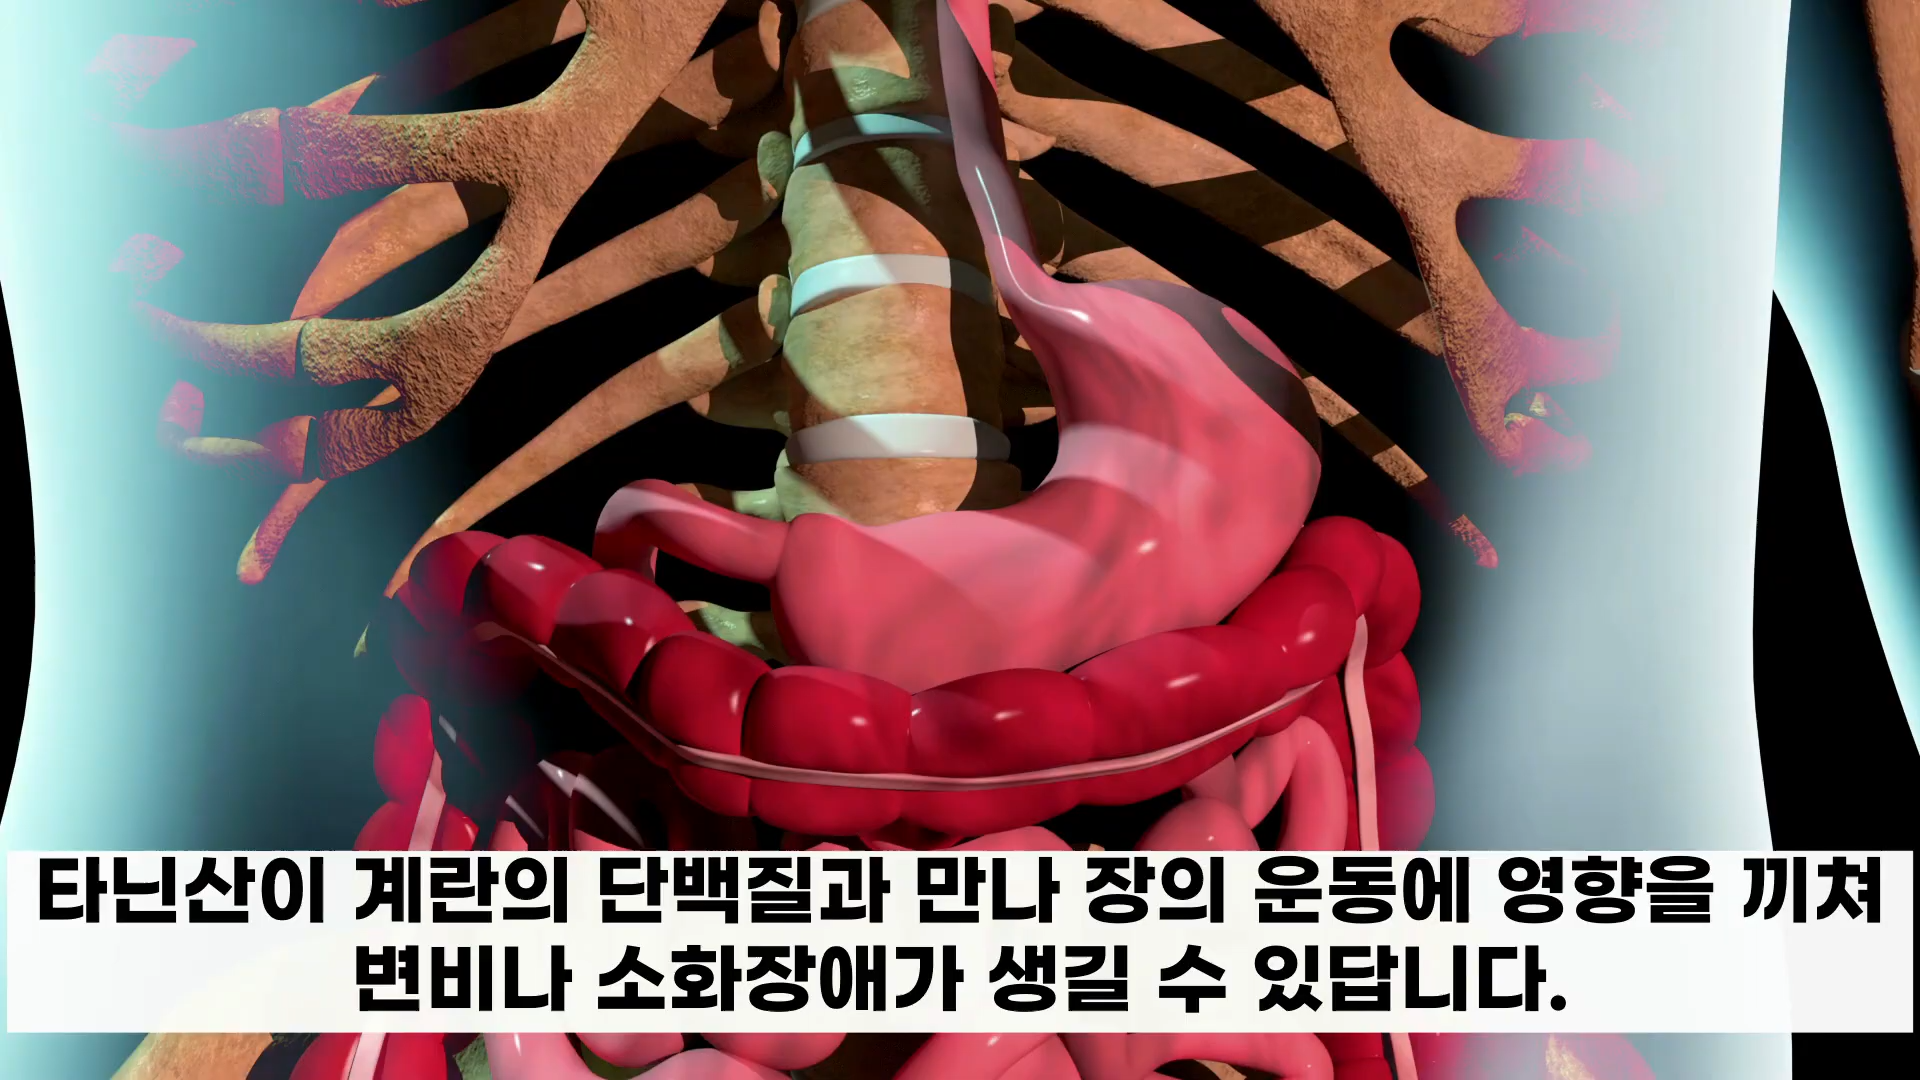 타닌산이 계란의 단백질과 만나 장의 운동에 영향을 끼쳐
변비나 소화장애가 생길 수 있답니다.